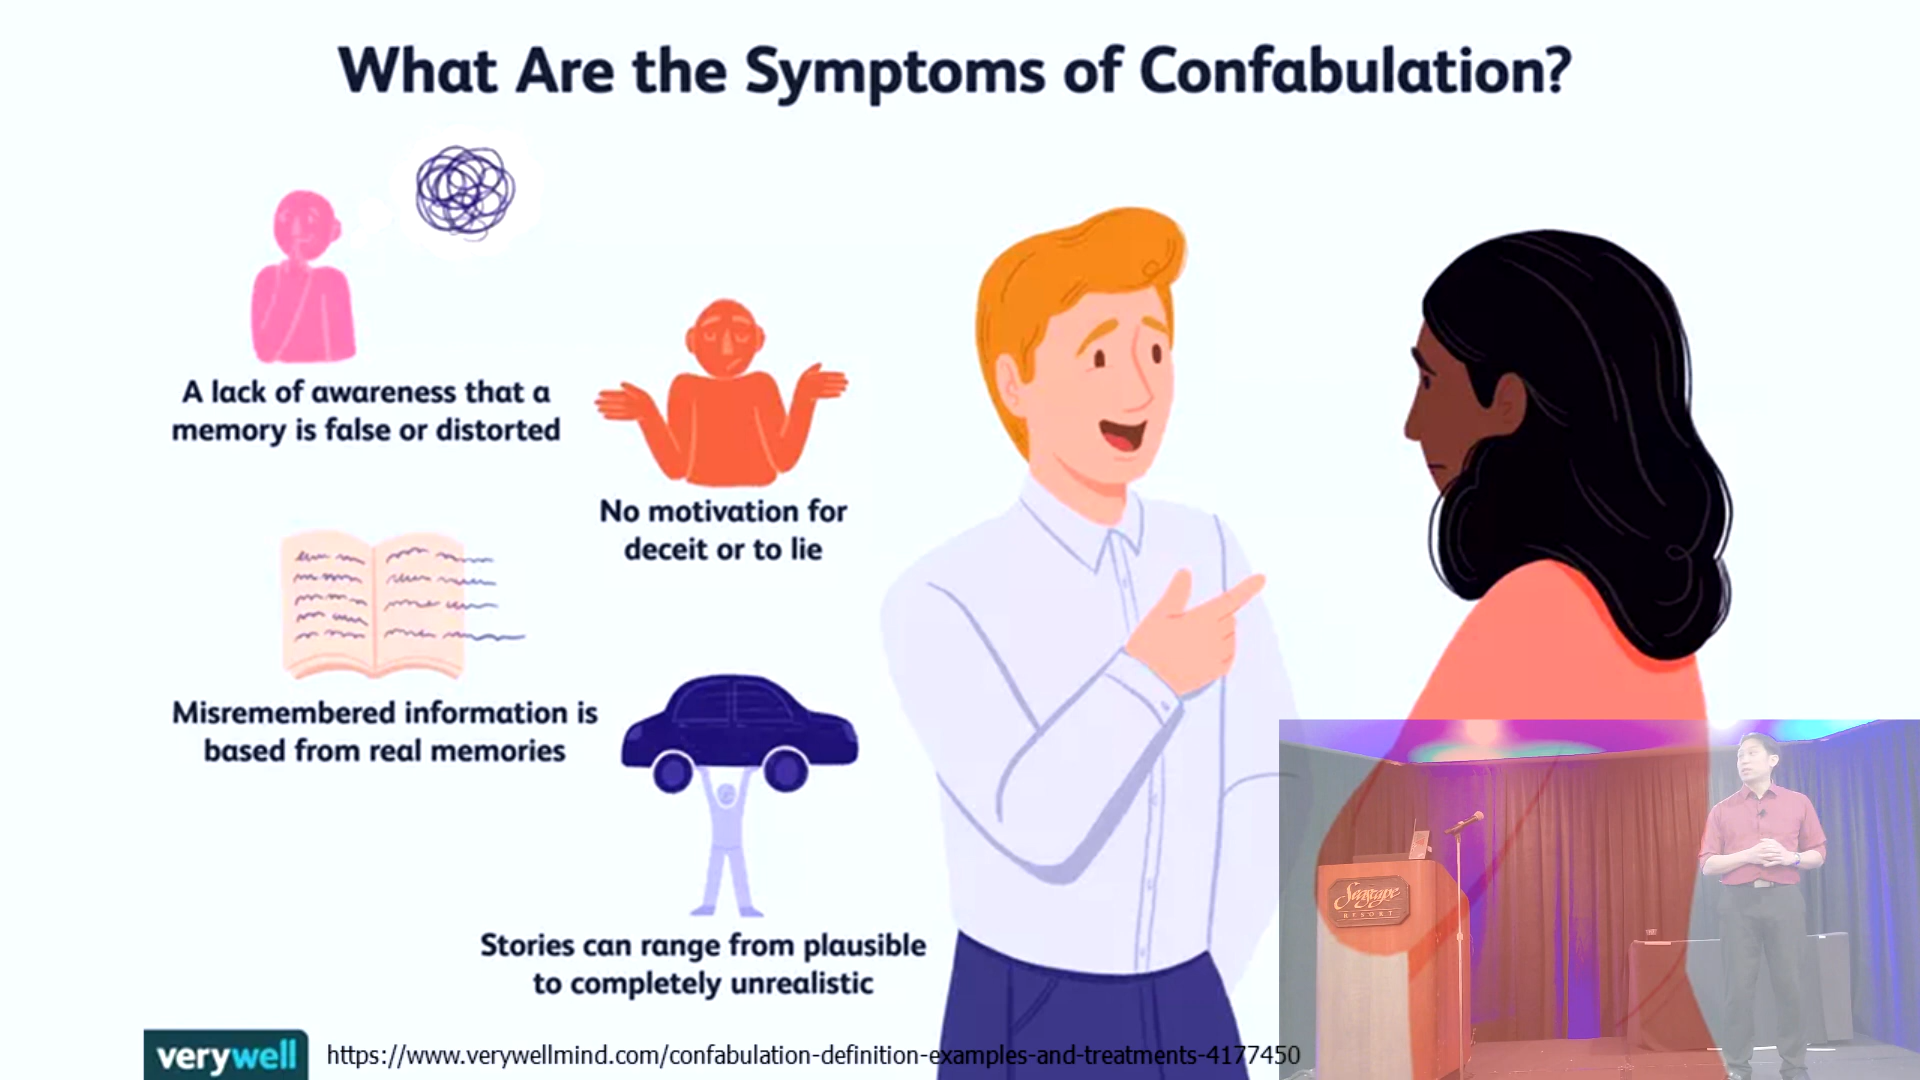 What Are the Symptoms of Confabulation?
A lack of awareness that a
memory is false or distorted
No motivation for
deceit or to lie
Misremembered information is
based from real memories
Stories can range from plausible
to completely unrealistic
verywell
https://www.verywellmind.com/confabulation-definition-examples-and-treatments-4177450
Seascape
RESORT